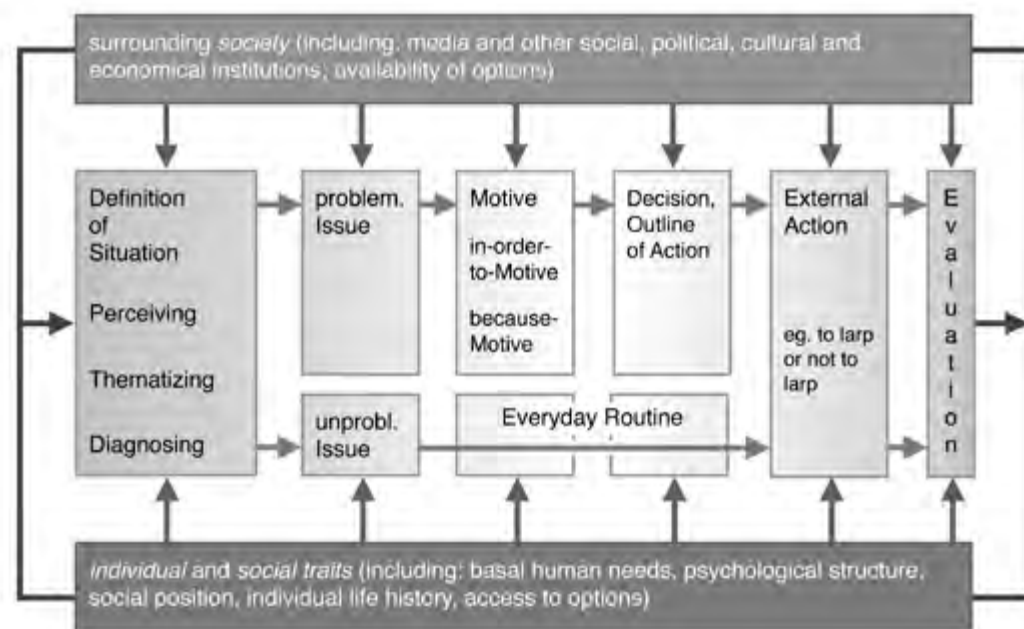 surrounding society (including: media and other social, political, cultural and
economical institutions, availability of options)
Definition
of
Situation
Perceiving
Thematizing
Diagnosing
problem.
Issue
unprobl.
Issue
Motive
in-order-
to-Motive
because-
Motive
Decision,
Outline
of Action
Everyday Routine
External
Action
eg. to larp
or not to
larp
Evaluation
individual and social traits (including: basal human needs, psychological structure,
social position, individual life history, access to options)